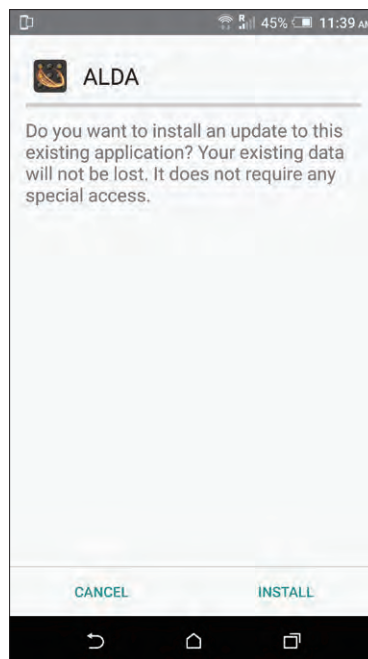 R 45% 11:39 AM
ALDA
Do you want to install an update to this
existing application? Your existing data
will not be lost. It does not require any
special access.
CANCEL INSTALL